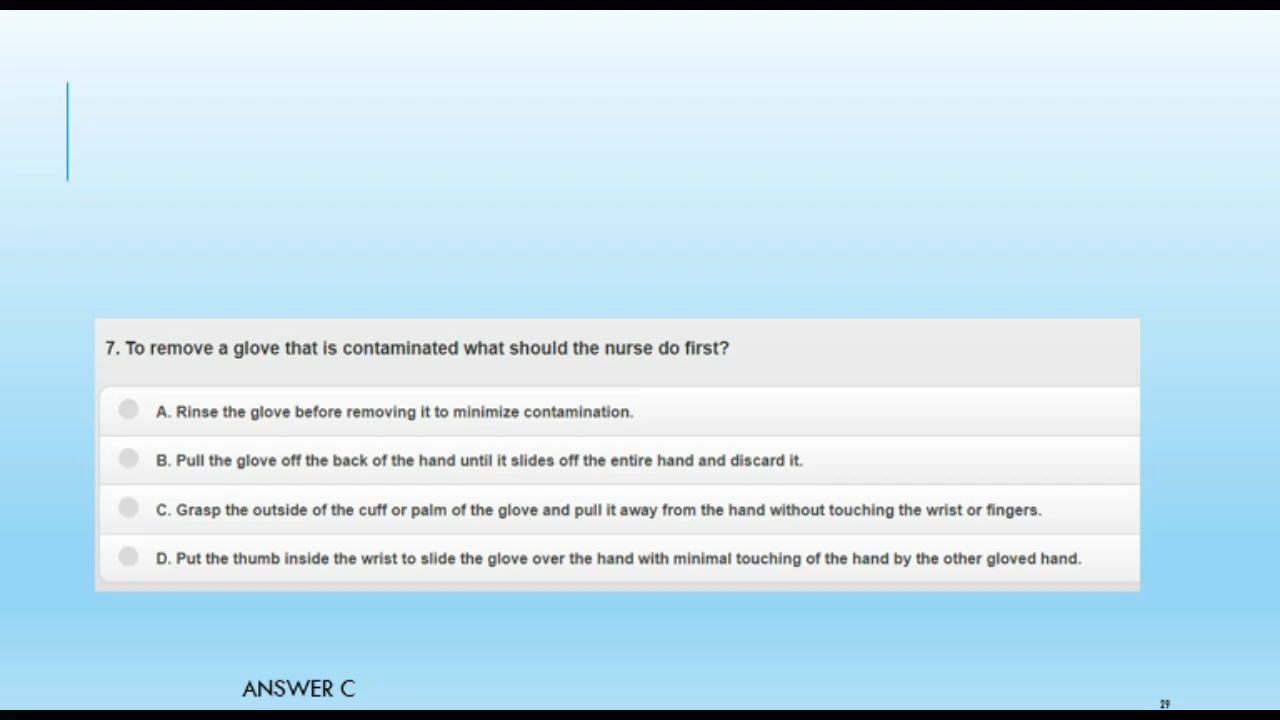 7. To remove a glove that is contaminated what should the nurse do first?
A. Rinse the glove before removing it to minimize contamination.
B. Pull the glove off the back of the hand until it slides off the entire hand and discard it.
C. Grasp the outside of the cuff or palm of the glove and pull it away from the hand without touching the wrist or fingers.
D. Put the thumb inside the wrist to slide the glove over the hand with minimal touching of the hand by the other gloved hand.
ANSWER C
29